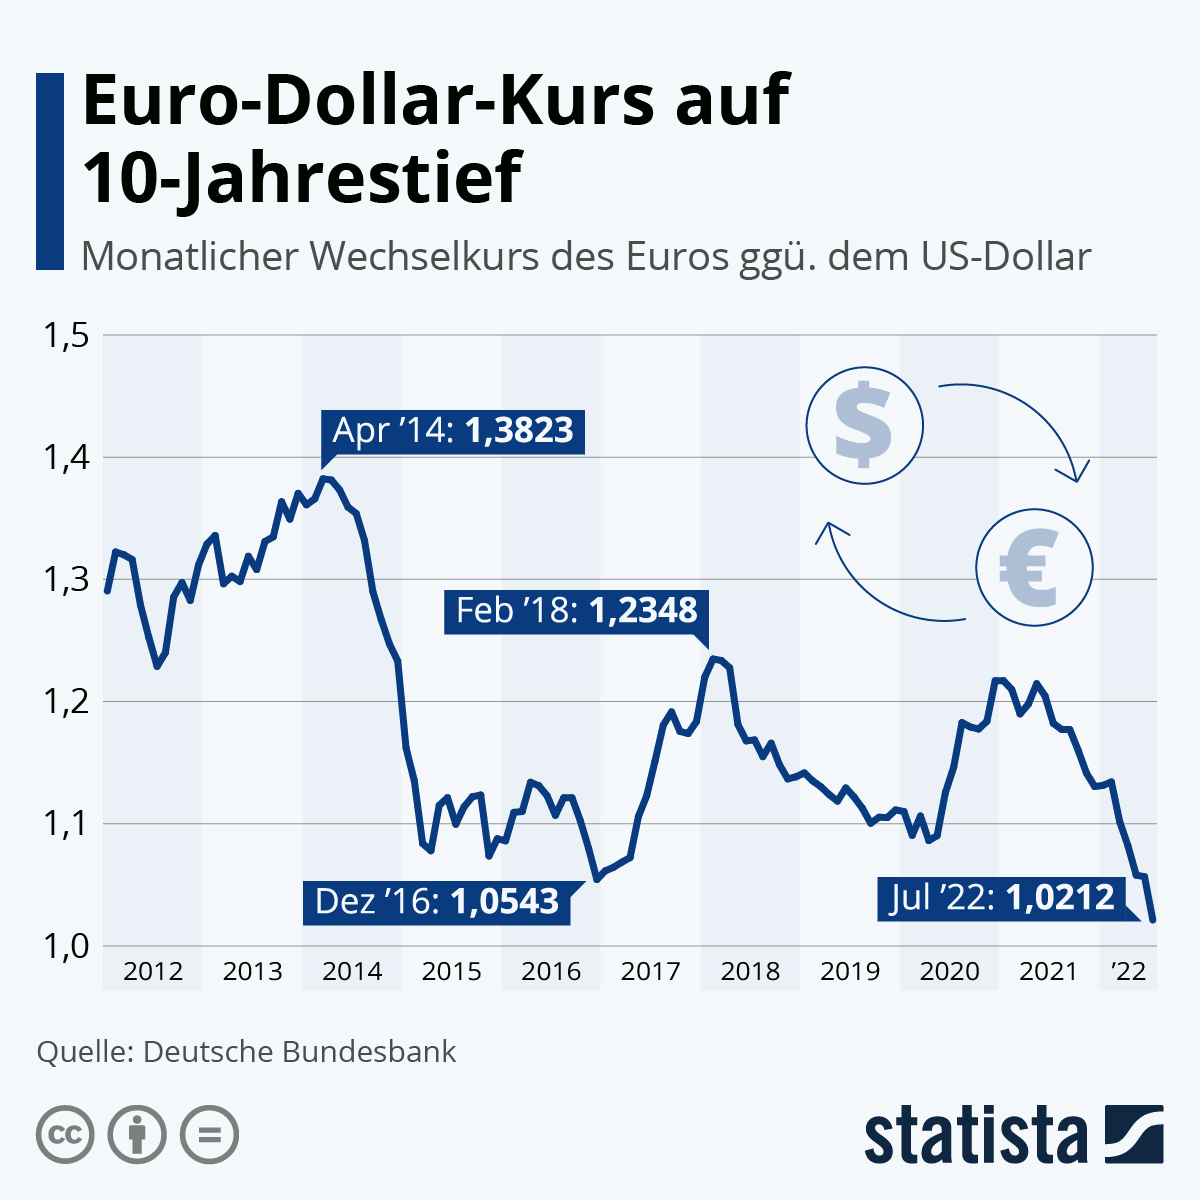 Euro-Dollar-Kurs auf
10-Jahrestief
Monatlicher Wechselkurs des Euros ggü. dem US-Dollar
1,5
1,4
1,3
1,2
1,1
1,0
Apr ’14: 1,3823
Feb ’18: 1,2348
Dez ’16: 1,0543
Jul ’22: 1,0212
$
€
2012 2013 2014 2015 2016 2017 2018 2019 2020 2021 ’22
Quelle: Deutsche Bundesbank
cc
statista